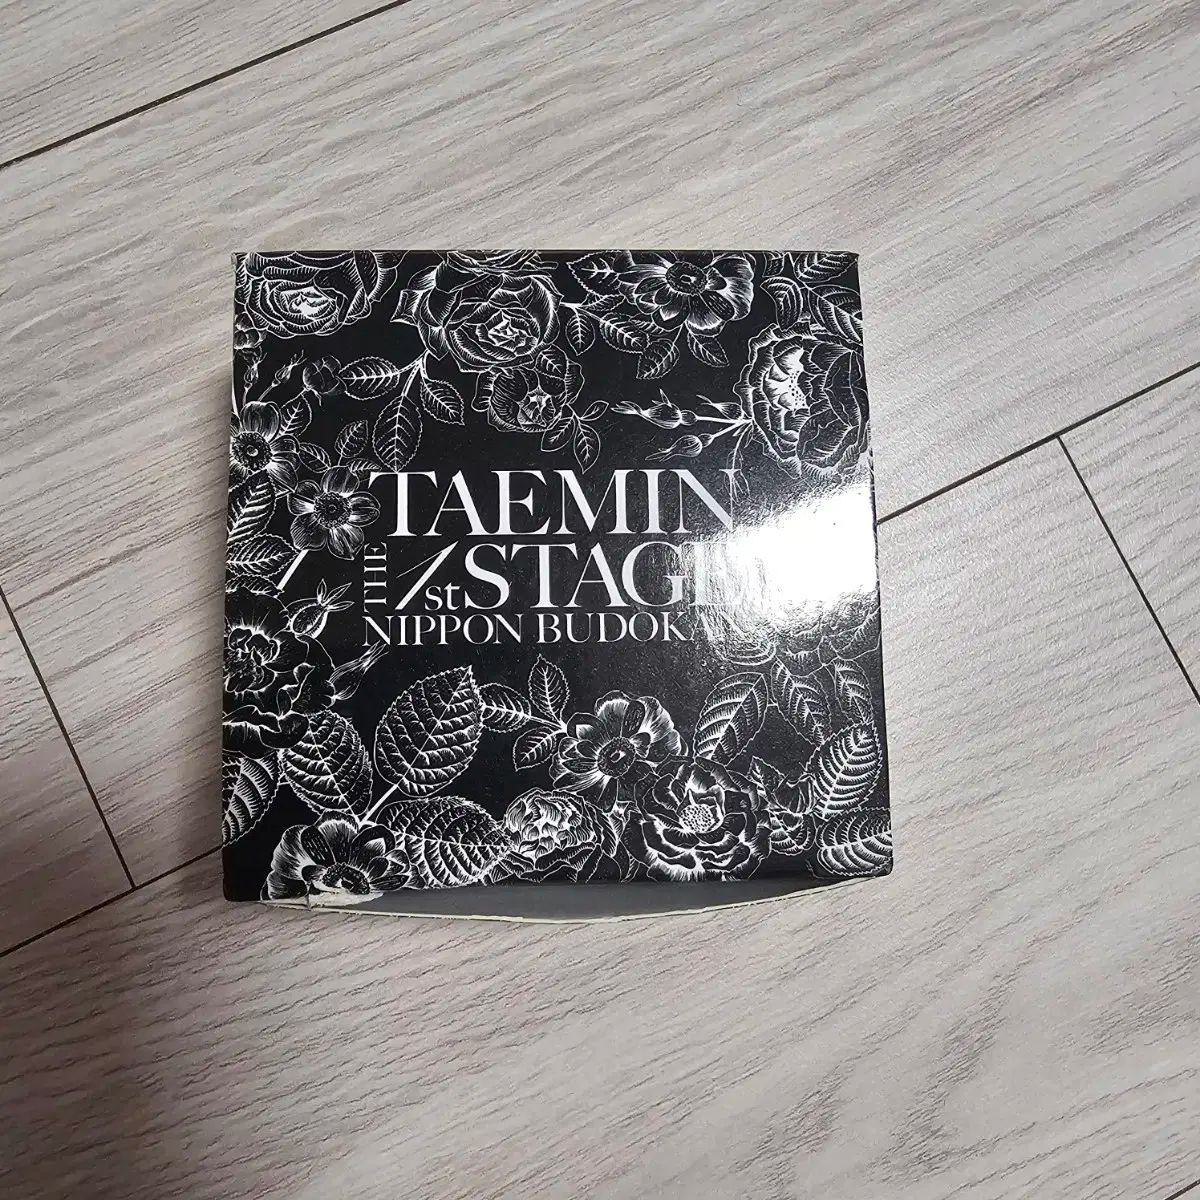 TAEMIN
THE 1st STAGE
NIPPON BUDOKAN